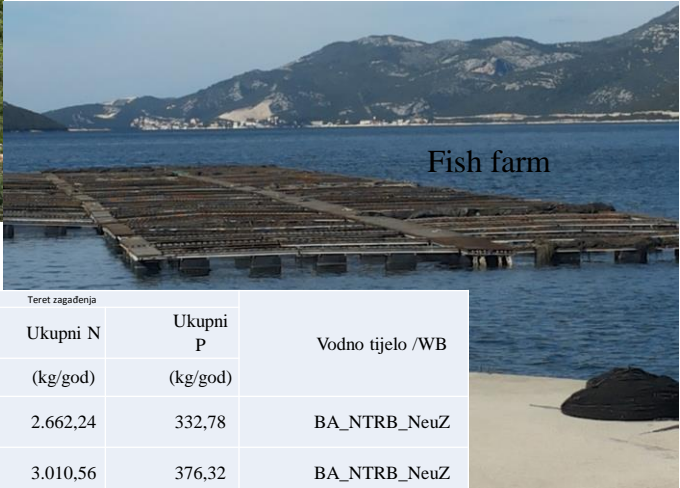 Fish farm
Teret zagađenja
Ukupni N Ukupni P Vodno tijelo /WB
(kg/god) (kg/god)
2.662,24 332,78 BA_NTRB_NeuZ
3.010,56 376,32 BA_NTRB_NeuZ